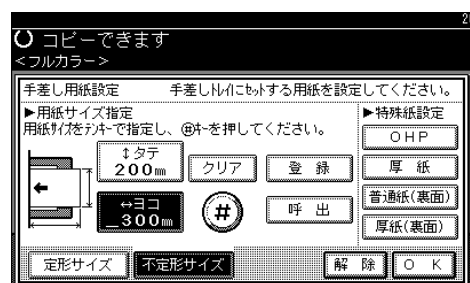 2
コピーできます
<フルカラー>
手差し用紙設定 手差しトレイにセットする用紙を設定してください。
▶用紙サイズ指定
用紙サイズをテンキーで指定し、#キーを押してください。
↕タテ
200mm
クリア
登 録
↔ヨコ
_300mm
#
呼 出
▶特殊紙設定
OHP
厚 紙
普通紙(裏面)
厚紙(裏面)
定形サイズ
不定形サイズ
解 除
O K